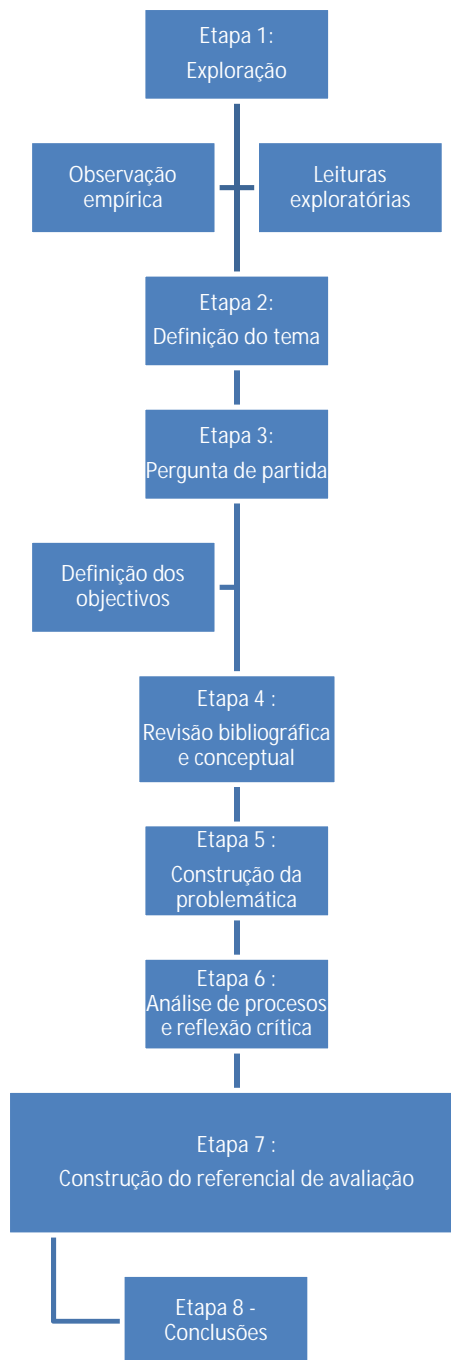 Etapa 1:
Exploração
Observação
empírica
Leituras
exploratórias
Etapa 2:
Definição do tema
Etapa 3:
Pergunta de partida
Definição dos
objectivos
Etapa 4 :
Revisão bibliográfica
e conceptual
Etapa 5 :
Construção da
problemática
Etapa 6 :
Análise de procesos
e reflexão crítica
Etapa 7 :
Construção do referencial de avaliação
Etapa 8 -
Conclusões